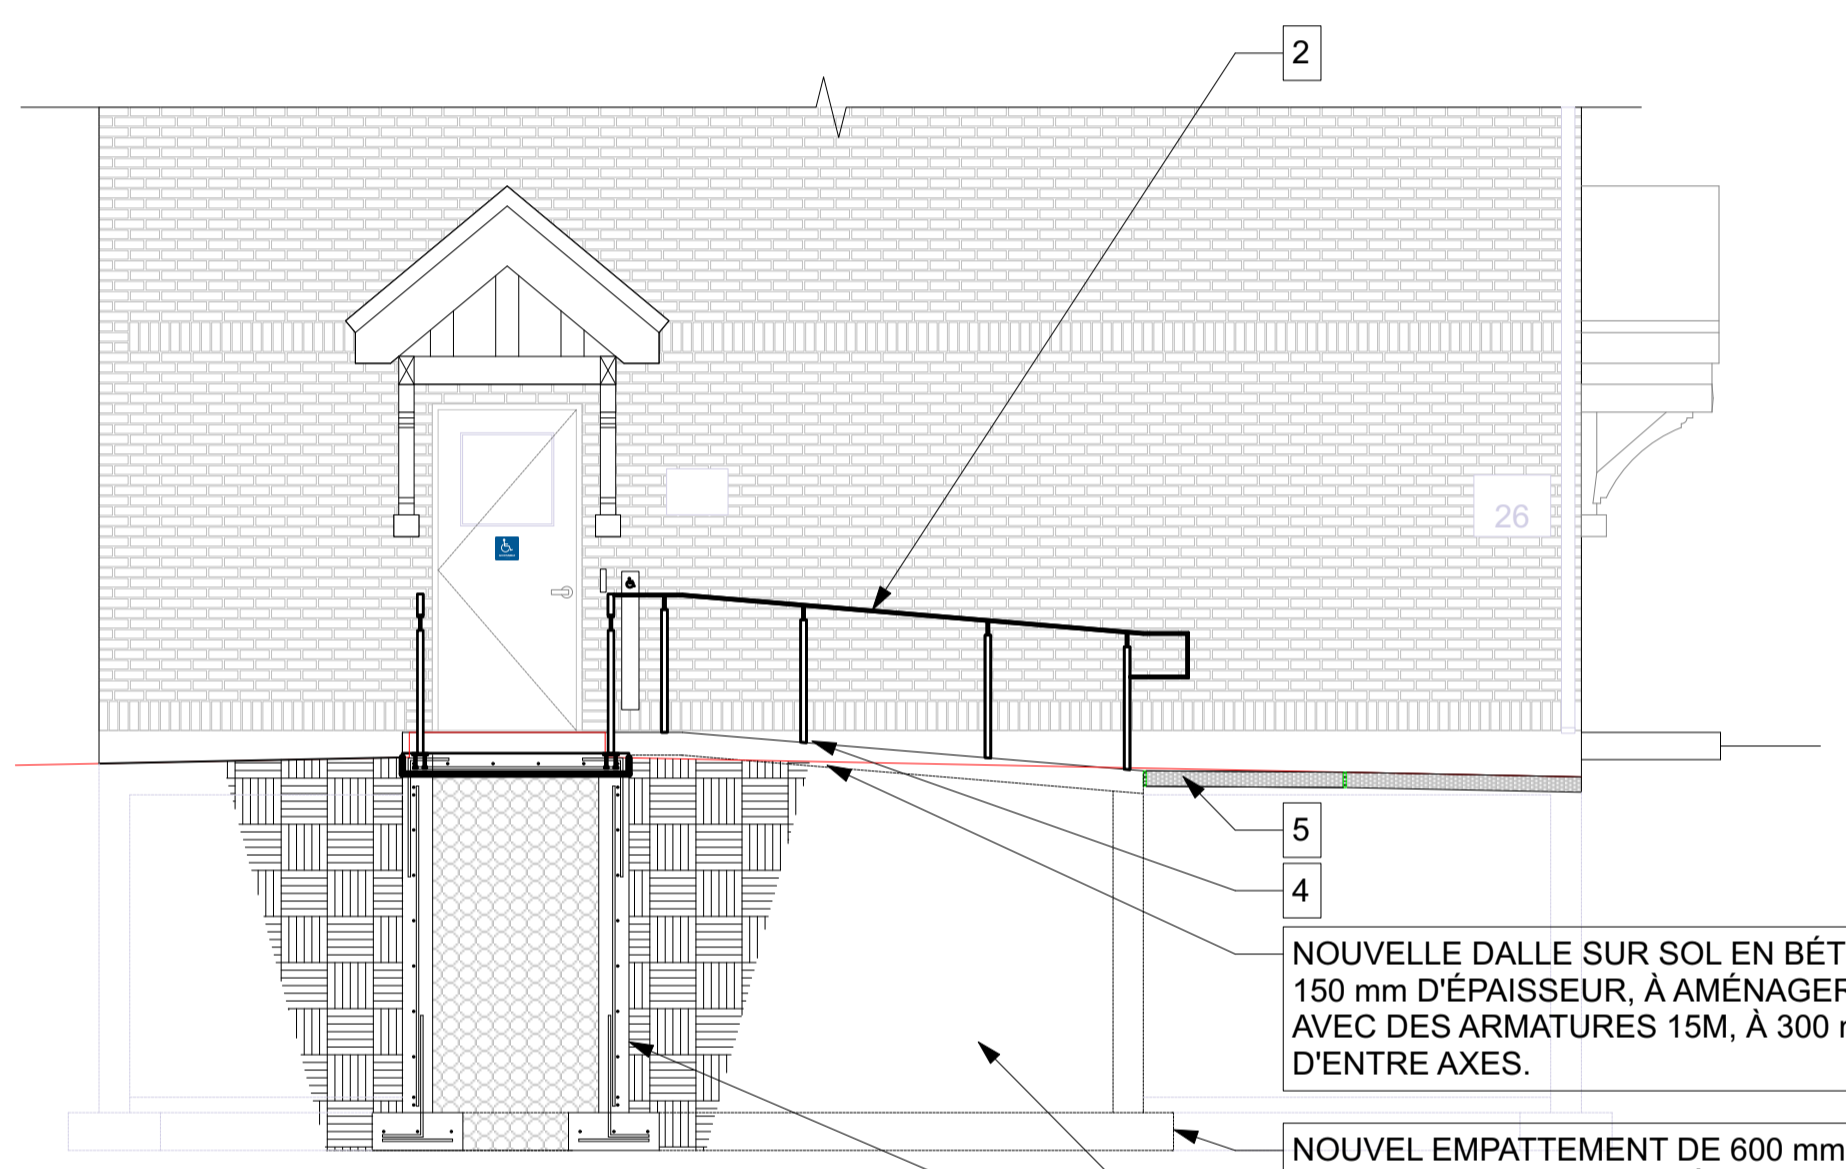 2
26
5
4
NOUVELLE DALLE SUR SOL EN BÉT
150 mm D'ÉPAISSEUR, À AMÉNAGER
AVEC DES ARMATURES 15M, À 300
D'ENTRE AXES.
NOUVEL EMPATTEMENT DE 600 mm